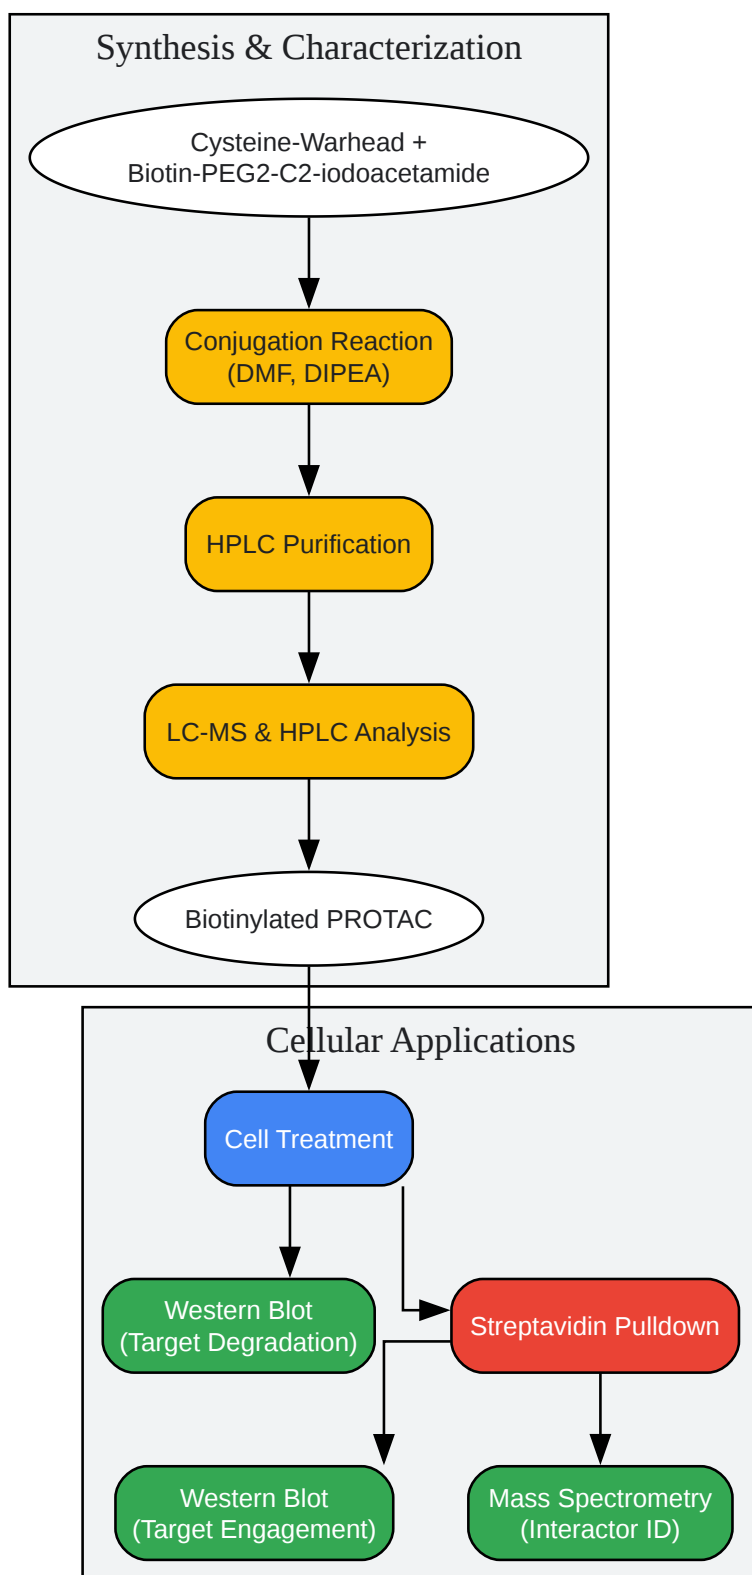 Synthesis & Characterization
Cysteine-Warhead +
Biotin-PEG2-C2-iodoacetamide
Conjugation Reaction
(DMF, DIPEA)
HPLC Purification
LC-MS & HPLC Analysis
Biotinylated PROTAC
Cellular Applications
Cell Treatment
Western Blot
(Target Degradation)
Streptavidin Pulldown
Western Blot
(Target Engagement)
Mass Spectrometry
(Interactor ID)